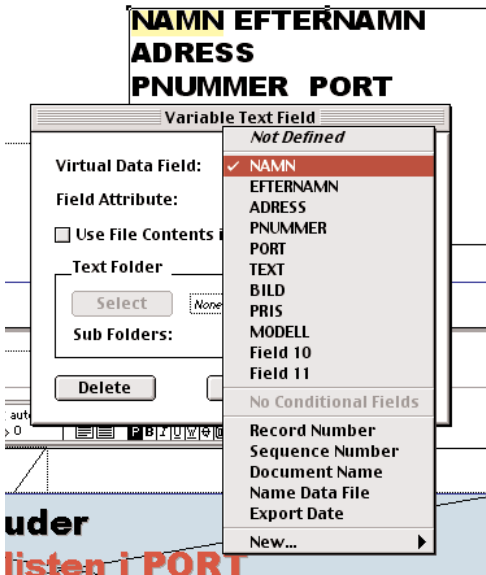 NAMN EFTERNAMN
ADRESS
PNUMMER PORT
Variable Text Field
Not Defined
Virtual Data Field:
✓ NAMN
EFTERNAMN
Field Attribute:
ADRESS
PNUMMER
Use File Contents i
PORT
TEXT
Text Folder
BILD
Select
None
PRIS
Sub Folders:
MODELL
Field 10
Field 11
Delete
No Conditional Fields
auto
0
P B I U W
Record Number
Sequence Number
Document Name
Name Data File
Export Date
New...
uder
listen i PORT